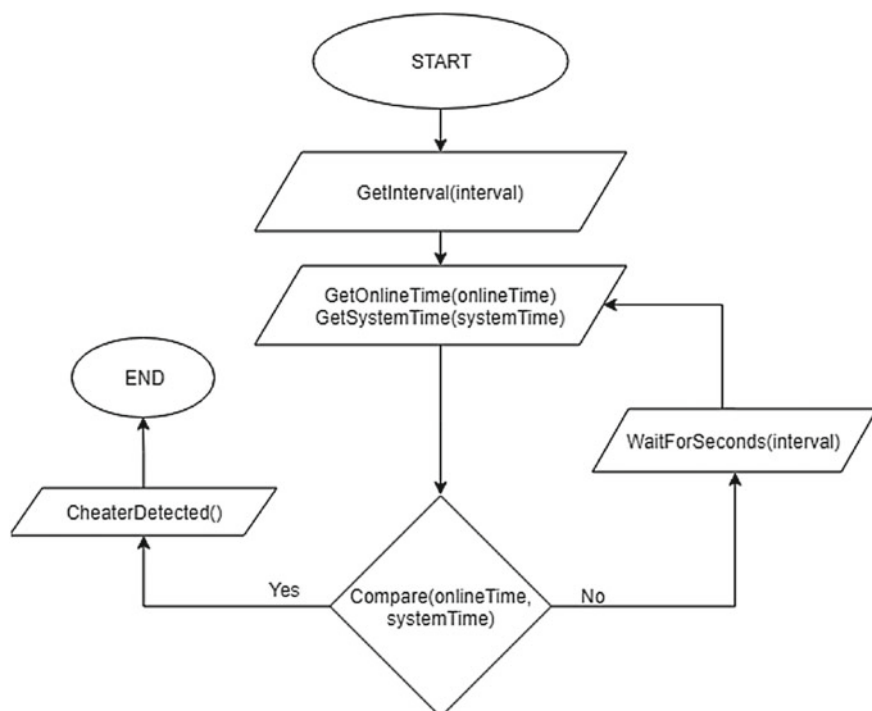 START
GetInterval(interval)
GetOnlineTime(onlineTime)
GetSystemTime(systemTime)
END
WaitForSeconds(interval)
CheaterDetected()
Yes
Compare(onlineTime,
systemTime)
No